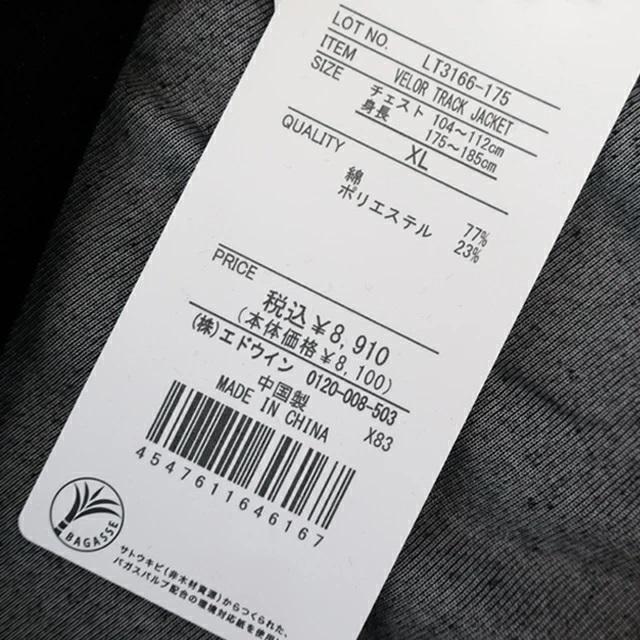 LOT NO. LT3166-175
ITEM VELOR TRACK JACKET
SIZE チェスト 104～112cm
身長 175～185cm
XL
QUALITY
綿 77%
ポリエステル 23%
PRICE
税込￥8,910
(本体価格￥8,100)
(株)エドウイン 0120-008-503
中国製
MADE IN CHINA X83
4547611646167
BAGASSE
サトウキビ(非木材資源)からつくられた、
バガスパルプ配合の環境対応紙を使用